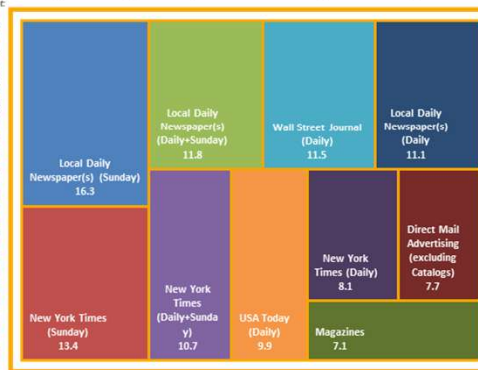 Local Daily
Newspaper(s) (Sunday)
16.3
Local Daily
Newspaper(s)
(Daily+Sunday)
11.8
Wall Street Journal
(Daily)
11.5
Local Daily
Newspaper(s)
(Daily
11.1
New York Times
(Sunday)
13.4
New York
Times
(Daily+Sunda
y)
10.7
USA Today
(Daily)
9.9
New York
Times (Daily)
8.1
Direct Mail
Advertising
(excluding
Catalogs)
7.7
Magazines
7.1